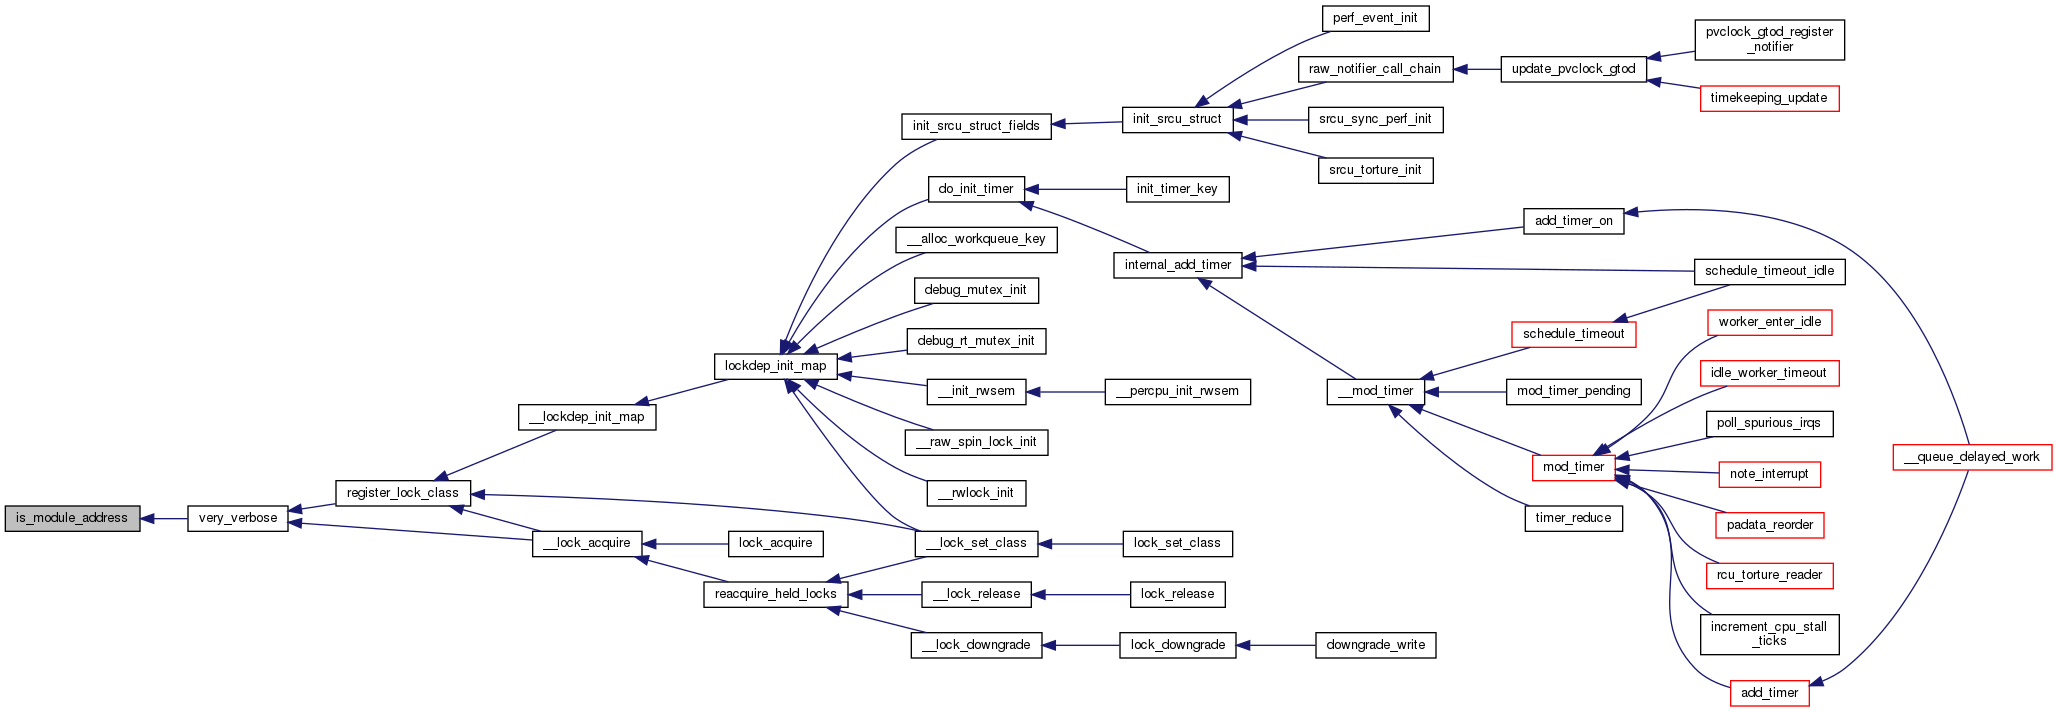 perf_event_init
pvclock_gtod_register
_notifier
raw_notifier_call_chain
update_pvclock_gtod
timekeeping_update
init_srcu_struct_fields
init_srcu_struct
srcu_sync_perf_init
srcu_torture_init
do_init_timer
init_timer_key
add_timer_on
__alloc_workqueue_key
internal_add_timer
schedule_timeout_idle
debug_mutex_init
schedule_timeout
worker_enter_idle
debug_rt_mutex_init
lockdep_init_map
idle_worker_timeout
__init_rwsem
__percpu_init_rwsem
__mod_timer
mod_timer_pending
__lockdep_init_map
poll_spurious_irqs
__raw_spin_lock_init
mod_timer
note_interrupt
__queue_delayed_work
register_lock_class
__rwlock_init
is_module_address
very_verbose
timer_reduce
padata_reorder
__lock_acquire
lock_acquire
__lock_set_class
lock_set_class
rcu_torture_reader
reacquire_held_locks
__lock_release
lock_release
increment_cpu_stall
_ticks
__lock_downgrade
lock_downgrade
downgrade_write
add_timer